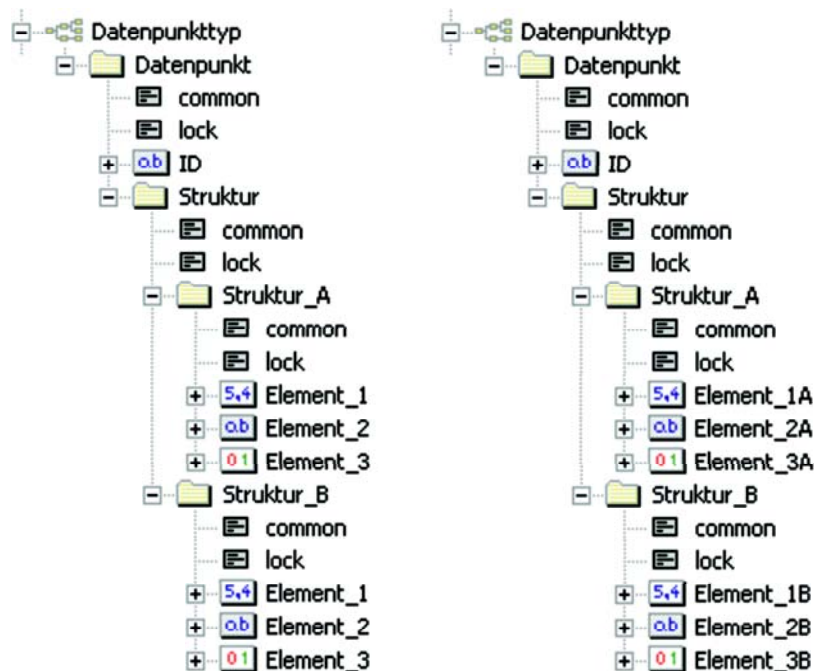 Datenpunkttyp
Datenpunkt
common
lock
a.b ID
Struktur
common
lock
Struktur_A
common
lock
5,4 Element_1
a.b Element_2
0 1 Element_3
Struktur_B
common
lock
5,4 Element_1
a.b Element_2
0 1 Element_3
Datenpunkttyp
Datenpunkt
common
lock
a.b ID
Struktur
common
lock
Struktur_A
common
lock
5,4 Element_1A
a.b Element_2A
0 1 Element_3A
Struktur_B
common
lock
5,4 Element_1B
a.b Element_2B
0 1 Element_3B